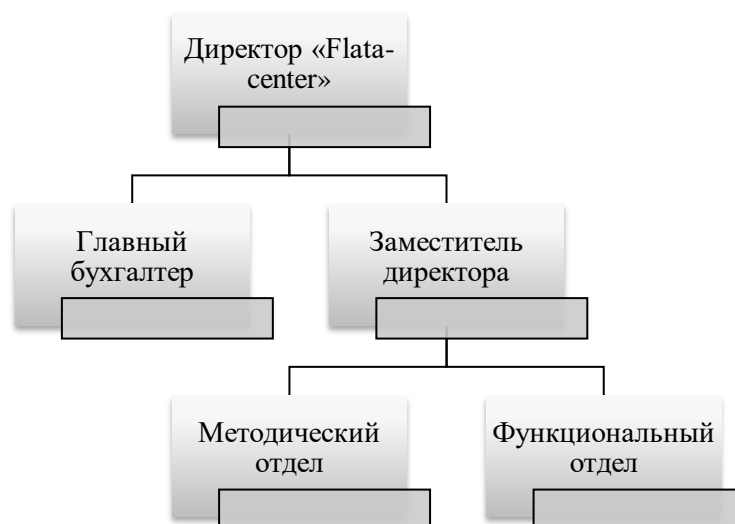 Директор «Flata-
center»
Главный
бухгалтер
Заместитель
директора
Методический
отдел
Функциональный
отдел